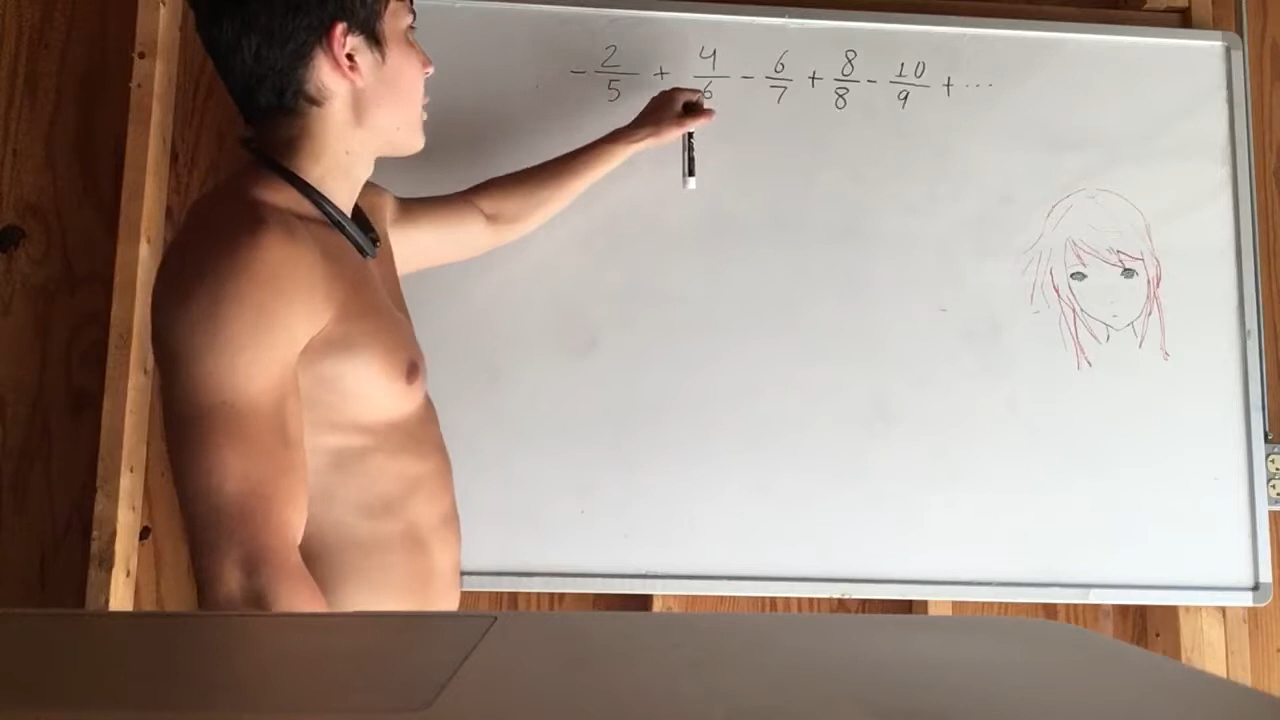 - 2/5 + 4/6 - 6/7 + 8/8 - 10/9 + ...